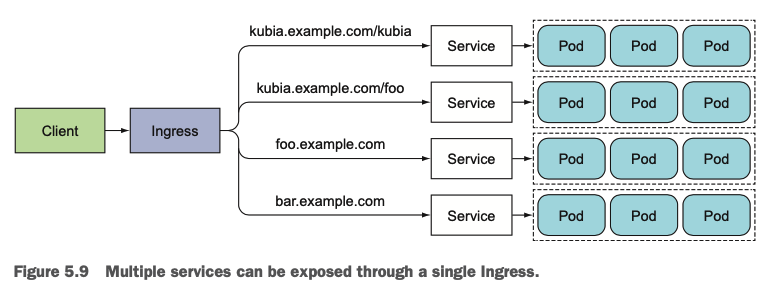 kubia.example.com/kubia
Service
Pod Pod Pod
kubia.example.com/foo
Service
Pod Pod Pod
Client
Ingress
foo.example.com
Service
Pod Pod Pod
bar.example.com
Service
Pod Pod Pod
Figure 5.9 Multiple services can be exposed through a single Ingress.